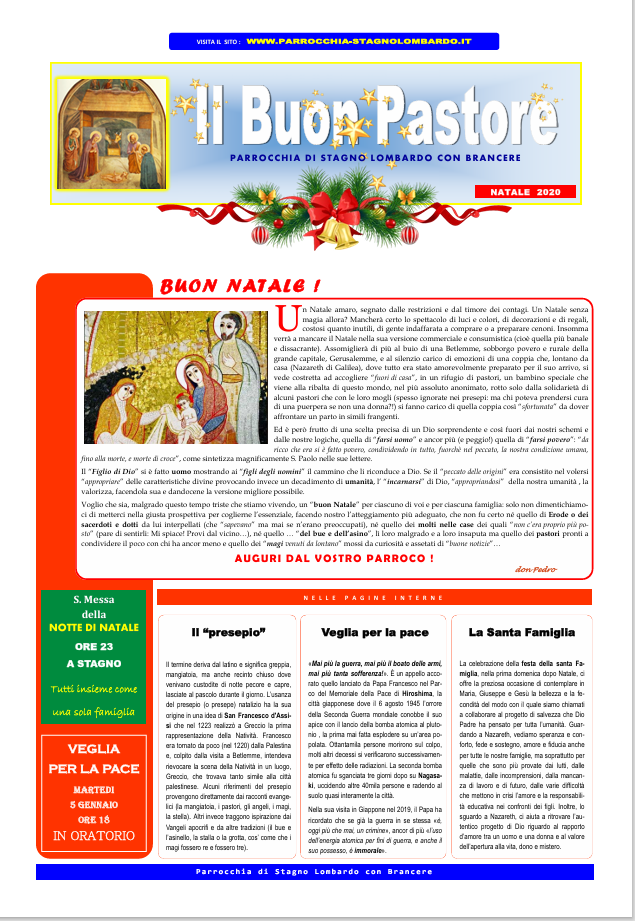 VISITA IL SITO : WWW.PARROCCHIA-STAGNOLOMBARDO.IT
Il Buon Pastore
PARROCCHIA DI STAGNO LOMBARDO CON BRANCERE
NATALE 2020
BUON NATALE !
Un Natale amaro, segnato dalle restrizioni e dal timore dei contagi. Un Natale senza
magia allora? Mancherà certo lo spettacolo di luci e colori, di decorazioni e di regali,
costosi quanto inutili, di gente indaffarata a comprare o a preparare cenoni. Insomma
verrà a mancare il Natale nella sua versione commerciale e consumistica (cioè quella più banale
e dissacrante). Assomiglierà di più al buio di una Betlemme, sobborgo povero e rurale della
grande capitale, Gerusalemme, e al silenzio carico di emozioni di una coppia che, lontano da
casa (Nazareth di Galilea), dove tutto era stato amorevolmente preparato per il suo arrivo, si
vede costretta ad accogliere "fuori di casa", in un rifugio di pastori, un bambino speciale che
viene alla ribalta di questo mondo, nel più assoluto anonimato, rotto solo dalla solidarietà di
alcuni pastori che con le loro mogli (spesso ignorate nei presepi: ma chi poteva prendersi cura
di una puerpera se non una donna?!) si fanno carico di quella coppia così "sfortunata" da dover
affrontare un parto in simili frangenti.
Ed è però frutto di una scelta precisa di un Dio sorprendente e così fuori dai nostri schemi e
dalle nostre logiche, quella di "farsi uomo" e ancor più (e peggio!) quella di "farsi povero": "da
ricco che era si è fatto povero, condividendo in tutto, fuorché nel peccato, la nostra condizione umana,
fino alla morte, e morte di croce", come sintetizza magnificamente S. Paolo nelle sue lettere.
Il "Figlio di Dio" si è fatto uomo mostrando ai "figli degli uomini" il cammino che li riconduce a Dio. Se il "peccato delle origini" era consistito nel volersi
"appropriare" delle caratteristiche divine provocando invece un decadimento di umanità, l' "incarnarsi" di Dio, "appropriandosi" della nostra umanità , la
valorizza, facendola sua e dandocene la versione migliore possibile.
Voglio che sia, malgrado questo tempo triste che stiamo vivendo, un "buon Natale" per ciascuno di voi e per ciascuna famiglia: solo non dimentichiamo-
ci di metterci nella giusta prospettiva per coglierne l'essenziale, facendo nostro l'atteggiamento più adeguato, che non fu certo né quello di Erode o dei
sacerdoti e dotti da lui interpellati (che "sapevano" ma mai se n'erano preoccupati), né quello dei molti nelle case dei quali "non c'era proprio più po-
sto" (pare di sentirli: Mi spiace! Provi dal vicino…), né quello … "del bue e dell'asino", lì loro malgrado e a loro insaputa ma quello dei pastori pronti a
condividere il poco con chi ha ancor meno e quello dei "magi venuti da lontano" mossi da curiosità e assetati di "buone notizie"…
AUGURI DAL VOSTRO PARROCO !
don Pedro
S. Messa
della
NOTTE DI NATALE
ORE 23
A STAGNO
Tutti insieme come
una sola famiglia
VEGLIA
PER LA PACE
MARTEDI
5 GENNAIO
ORE 18
IN ORATORIO
NELLE PAGINE INTERNE
Il "presepio"
Il termine deriva dal latino e significa greppia,
mangiatoia, ma anche recinto chiuso dove
venivano custodite di notte pecore e capre,
lasciate al pascolo durante il giorno. L'usanza
del presepio (o presepe) natalizio ha la sua
origine in una idea di San Francesco d'Assi-
si che nel 1223 realizzò a Greccio la prima
rappresentazione della Natività. Francesco
era tornato da poco (nel 1220) dalla Palestina
e, colpito dalla visita a Betlemme, intendeva
rievocare la scena della Natività in un luogo,
Greccio, che trovava tanto simile alla città
palestinese. Alcuni riferimenti del presepio
provengono direttamente dai racconti evange-
lici (la mangiatoia, i pastori, gli angeli, i magi,
la stella). Altri invece traggono ispirazione dai
Vangeli apocrifi e da altre tradizioni (il bue e
l'asinello, la stalla o la grotta, cos' come che i
magi fossero re e fossero tre).
Veglia per la pace
«Mai più la guerra, mai più il boato delle armi,
mai più tanta sofferenza!». È un appello acco-
rato quello lanciato da Papa Francesco nel Par-
co del Memoriale della Pace di Hiroshima, la
città giapponese dove il 6 agosto 1945 l'orrore
della Seconda Guerra mondiale conobbe il suo
apice con il lancio della bomba atomica al pluto-
nio , la prima mai fatta esplodere su un'area po-
polata. Ottantamila persone morirono sul colpo,
molti altri decessi si verificarono successivamen-
te per effetto delle radiazioni. La seconda bomba
atomica fu sganciata tre giorni dopo su Nagasa-
ki, uccidendo altre 40mila persone e radendo al
suolo quasi interamente la città.
Nella sua visita in Giappone nel 2019, il Papa ha
ricordato che se già la guerra in se stessa «è,
oggi più che mai, un crimine», ancor di più «l'uso
dell'energia atomica per fini di guerra, e anche il
suo possesso, è immorale».
La Santa Famiglia
La celebrazione della festa della santa Fa-
miglia, nella prima domenica dopo Natale, ci
offre la preziosa occasione di contemplare in
Maria, Giuseppe e Gesù la bellezza e la fe-
condità del modo con il quale siamo chiamati
a collaborare al progetto di salvezza che Dio
Padre ha sempre avuto per l'umanità. Guar-
dando a Nazareth, vediamo speranza e con-
forto, fede e sostegno, amore e fiducia anche
per tutte le nostre famiglie, ma soprattutto per
quelle che sono più provate dai lutti, dalle
malattie, dalle incomprensioni, dalla mancan-
za di lavoro e di futuro, dalle varie difficoltà
che mettono in crisi l'amore e la responsabili-
tà educativa nei confronti dei figli. Inoltre, lo
sguardo a Nazareth, ci aiuta a ritrovare l'au-
tentico progetto di Dio riguardo al rapporto
d'amore tra un uomo e una donna e al valore
dell'apertura alla vita, dono e mistero.
Parrocchia di Stagno Lombardo con Brancere